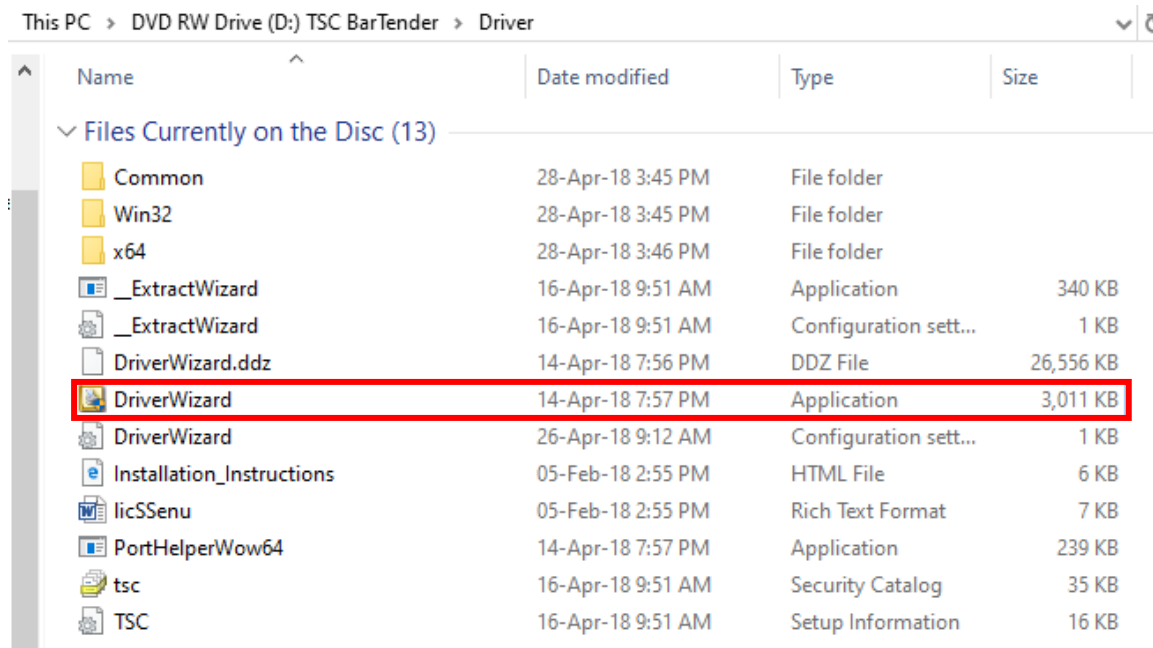 This PC > DVD RW Drive (D:) TSC BarTender > Driver
Name Date modified Type Size
Files Currently on the Disc (13)
Common 28-Apr-18 3:45 PM File folder
Win32 28-Apr-18 3:45 PM File folder
x64 28-Apr-18 3:46 PM File folder
__ExtractWizard 16-Apr-18 9:51 AM Application 340 KB
__ExtractWizard 16-Apr-18 9:51 AM Configuration sett... 1 KB
DriverWizard.ddz 14-Apr-18 7:56 PM DDZ File 26,556 KB
DriverWizard 14-Apr-18 7:57 PM Application 3,011 KB
DriverWizard 26-Apr-18 9:12 AM Configuration sett... 1 KB
Installation_Instructions 05-Feb-18 2:55 PM HTML File 6 KB
licSSenu 05-Feb-18 2:55 PM Rich Text Format 7 KB
PortHelperWow64 14-Apr-18 7:57 PM Application 239 KB
tsc 16-Apr-18 9:51 AM Security Catalog 35 KB
TSC 16-Apr-18 9:51 AM Setup Information 16 KB